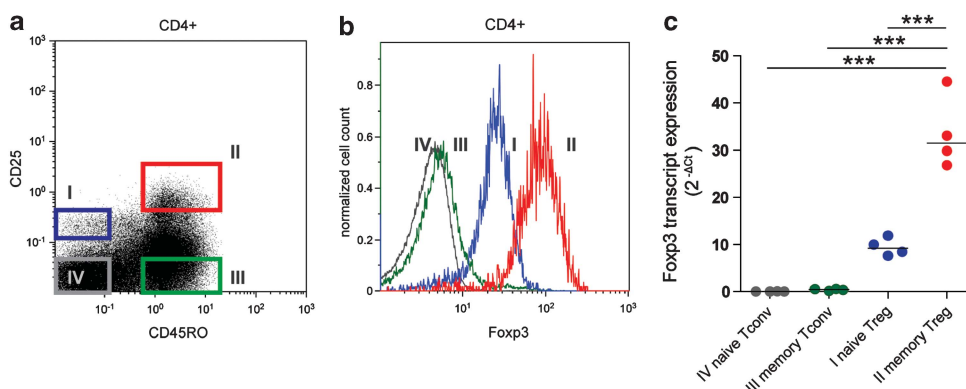 a
CD4+
10³
10²
10¹
10⁰
10⁻¹
CD25
I
II
III
IV
10⁻¹
10⁰
10¹
10²
10³
CD45RO
b
CD4+
0.8
0.6
0.4
0.2
0
normalized cell count
IV
III
I
II
10¹
10²
10³
Foxp3
c
***
***
***
50
40
30
20
10
0
Foxp3 transcript expression
(2^-ΔCt)
IV naive Tconv
III memory Tconv
I naive Treg
II memory Treg